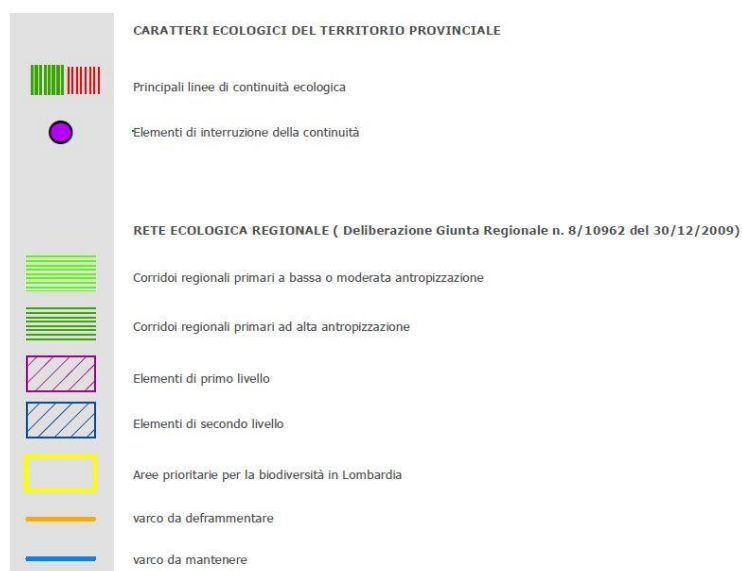 CARATTERI ECOLOGICI DEL TERRITORIO PROVINCIALE
Principali linee di continuità ecologica
Elementi di interruzione della continuità
RETE ECOLOGICA REGIONALE ( Deliberazione Giunta Regionale n. 8/10962 del 30/12/2009)
Corridoi regionali primari a bassa o moderata antropizzazione
Corridoi regionali primari ad alta antropizzazione
Elementi di primo livello
Elementi di secondo livello
Aree prioritarie per la biodiversità in Lombardia
varco da deframmentare
varco da mantenere